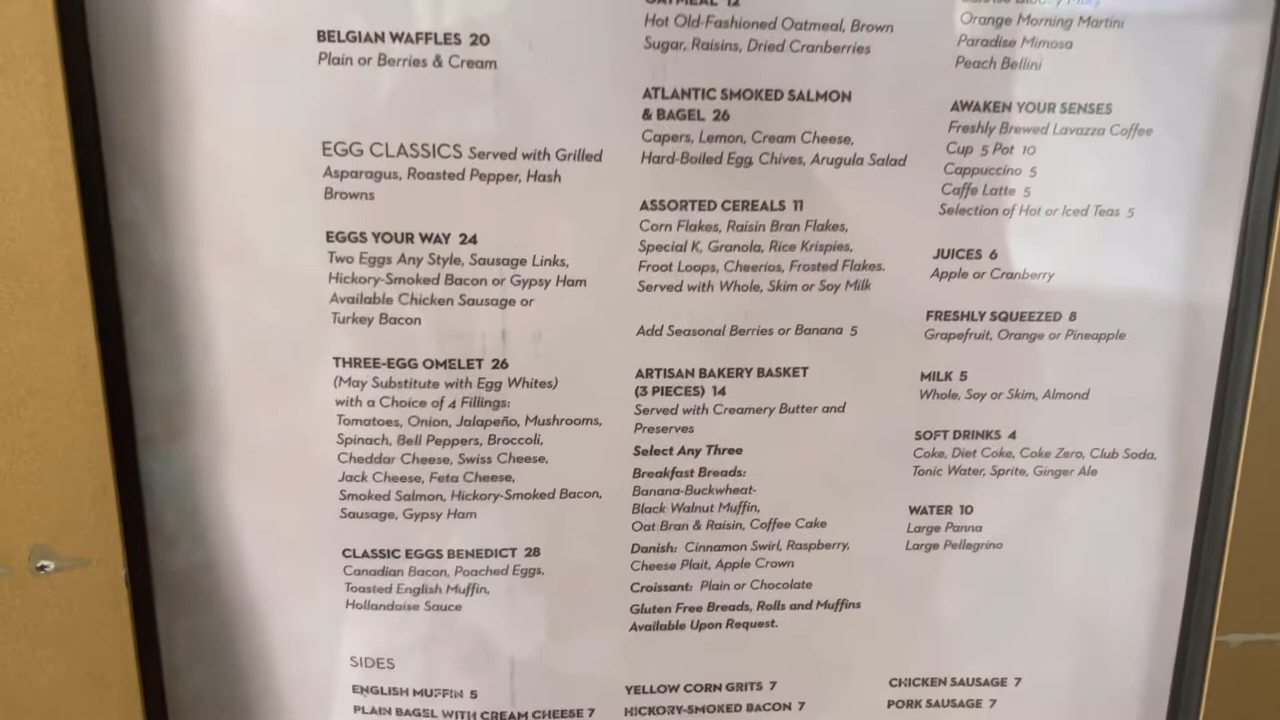 BELGIAN WAFFLES 20
Plain or Berries & Cream
EGG CLASSICS Served with Grilled
Asparagus, Roasted Pepper, Hash
Browns
EGGS YOUR WAY 24
Two Eggs Any Style, Sausage Links,
Hickory-Smoked Bacon or Gypsy Ham
Available Chicken Sausage or
Turkey Bacon
THREE-EGG OMELET 26
(May Substitute with Egg Whites)
with a Choice of 4 Fillings:
Tomatoes, Onion, Jalapeño, Mushrooms,
Spinach, Bell Peppers, Broccoli,
Cheddar Cheese, Swiss Cheese,
Jack Cheese, Feta Cheese,
Smoked Salmon, Hickory-Smoked Bacon,
Sausage, Gypsy Ham
CLASSIC EGGS BENEDICT 28
Canadian Bacon, Poached Eggs,
Toasted English Muffin,
Hollandaise Sauce
OATMEAL 12
Hot Old-Fashioned Oatmeal, Brown
Sugar, Raisins, Dried Cranberries
ATLANTIC SMOKED SALMON
& BAGEL 26
Capers, Lemon, Cream Cheese,
Hard-Boiled Egg, Chives, Arugula Salad
ASSORTED CEREALS 11
Corn Flakes, Raisin Bran Flakes,
Special K, Granola, Rice Krispies,
Froot Loops, Cheerios, Frosted Flakes.
Served with Whole, Skim or Soy Milk
Add Seasonal Berries or Banana 5
ARTISAN BAKERY BASKET
(3 PIECES) 14
Served with Creamery Butter and
Preserves
Select Any Three
Breakfast Breads:
Banana-Buckwheat-
Black Walnut Muffin,
Oat Bran & Raisin, Coffee Cake
Danish: Cinnamon Swirl, Raspberry,
Cheese Plait, Apple Crown
Croissant: Plain or Chocolate
Gluten Free Breads, Rolls and Muffins
Available Upon Request.
Orange Morning Martini
Paradise Mimosa
Peach Bellini
AWAKEN YOUR SENSES
Freshly Brewed Lavazza Coffee
Cup 5 Pot 10
Cappuccino 5
Caffe Latte 5
Selection of Hot or Iced Teas 5
JUICES 6
Apple or Cranberry
FRESHLY SQUEEZED 8
Grapefruit, Orange or Pineapple
MILK 5
Whole, Soy or Skim, Almond
SOFT DRINKS 4
Coke, Diet Coke, Coke Zero, Club Soda,
Tonic Water, Sprite, Ginger Ale
WATER 10
Large Panna
Large Pellegrino
SIDES
ENGLISH MUFFIN 5
PLAIN BAGEL WITH CREAM CHEESE 7
YELLOW CORN GRITS 7
HICKORY-SMOKED BACON 7
CHICKEN SAUSAGE 7
PORK SAUSAGE 7